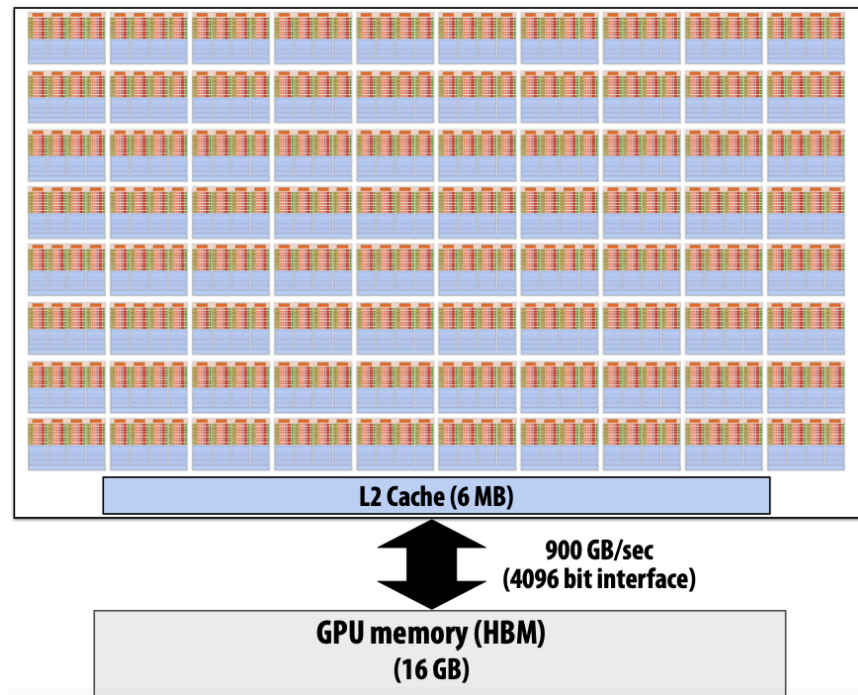 L2 Cache (6 MB)
900 GB/sec
(4096 bit interface)
GPU memory (HBM)
(16 GB)